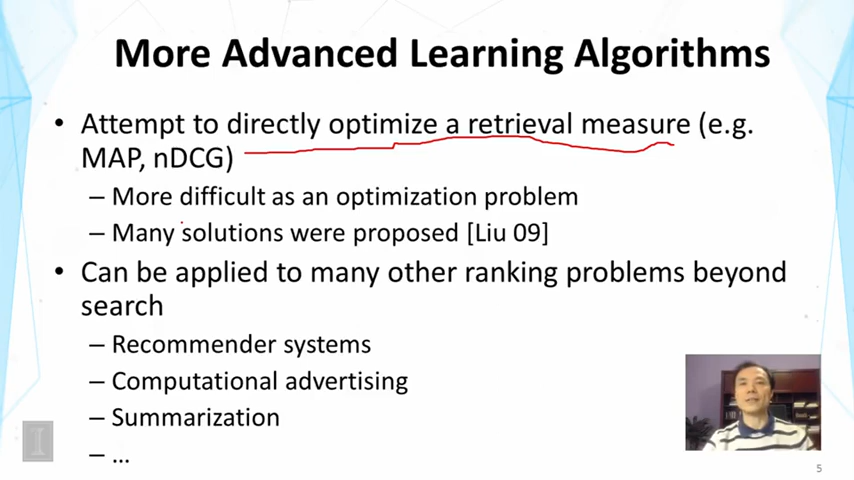 More Advanced Learning Algorithms
• Attempt to directly optimize a retrieval measure (e.g.
MAP, nDCG)
– More difficult as an optimization problem
– Many solutions were proposed [Liu 09]
• Can be applied to many other ranking problems beyond
search
– Recommender systems
– Computational advertising
– Summarization
– ...
I
5